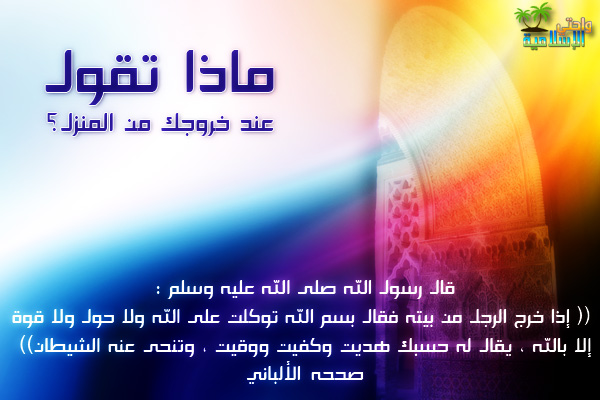 واحتي
الإسلامية
ماذا تقول
عند خروجك من المنزل؟
قال رسول الله صلى الله عليه وسلم :
(( إذا خرج الرجل من بيته فقال بسم الله توكلت على الله ولا حول ولا قوة
إلا بالله ، يقال له حسبك هديت وكفيت ووقيت ، وتنحى عنه الشيطان))
صححه الألباني